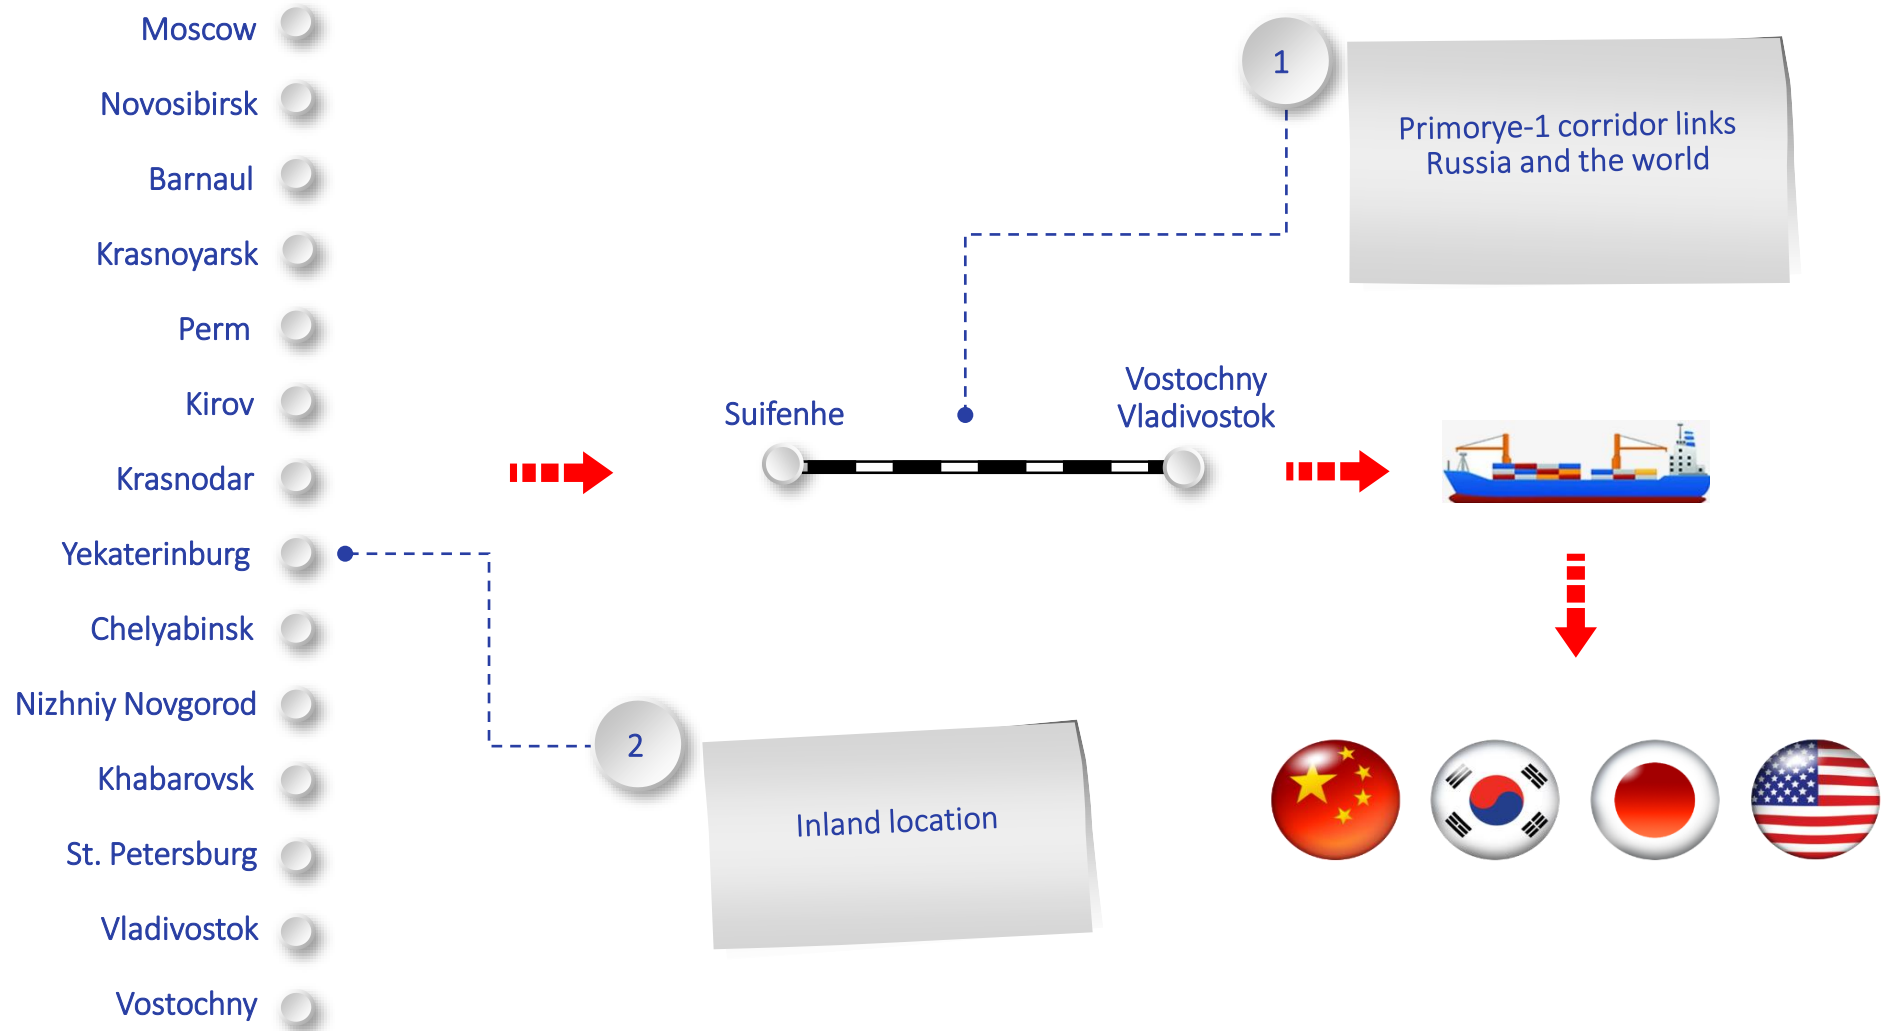 Moscow
Novosibirsk
Barnaul
Krasnoyarsk
Perm
Kirov
Krasnodar
Yekaterinburg
Chelyabinsk
Nizhniy Novgorod
Khabarovsk
St. Petersburg
Vladivostok
Vostochny
1
Primorye-1 corridor links
Russia and the world
Suifenhe
Vostochny
Vladivostok
2
Inland location